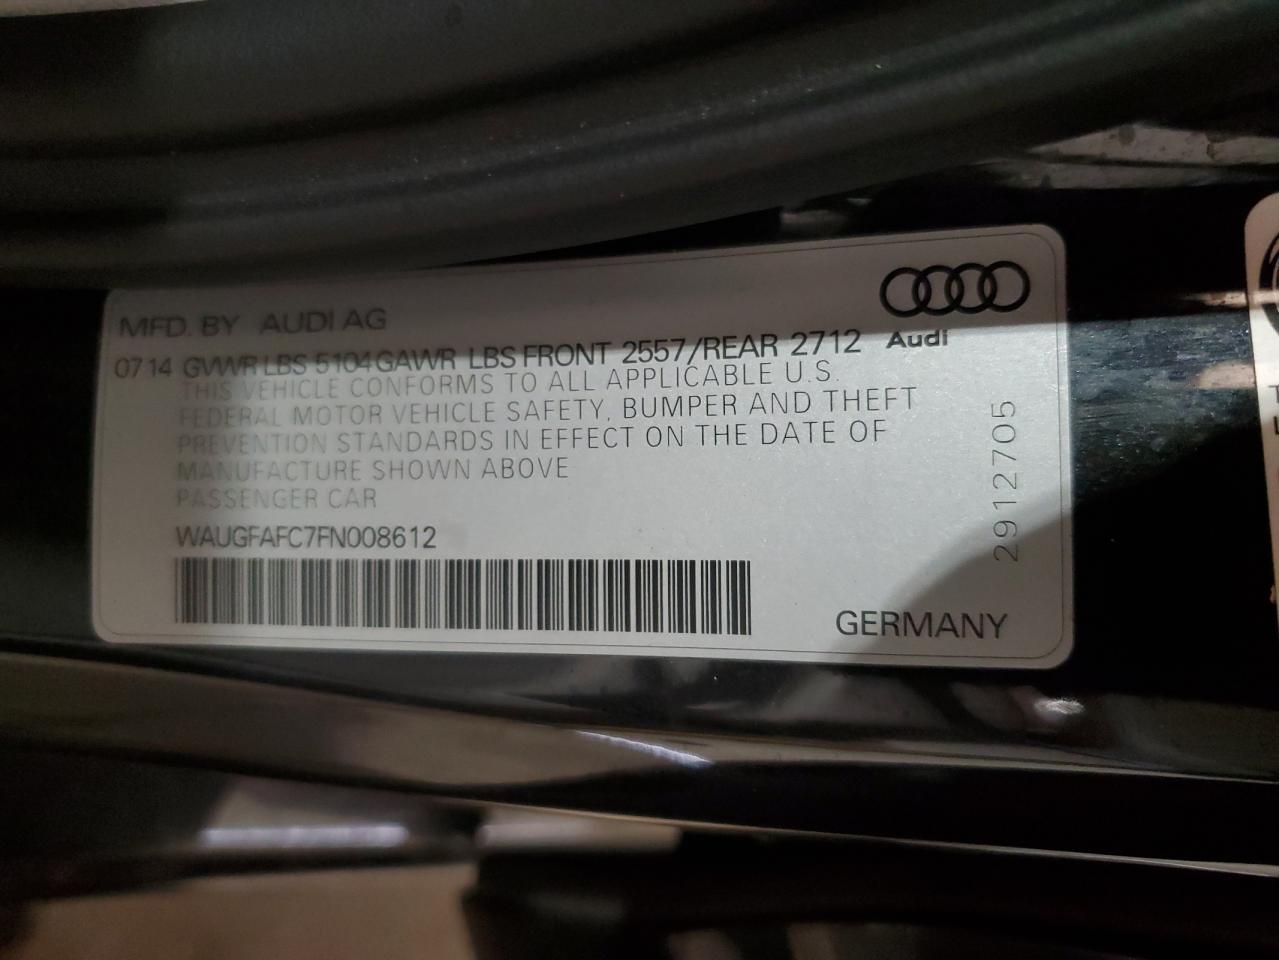 MFD. BY AUDI AG
Audi
07 14 GVWR LBS 5104 GAWR LBS FRONT 2557/REAR 2712
THIS VEHICLE CONFORMS TO ALL APPLICABLE U.S.
FEDERAL MOTOR VEHICLE SAFETY, BUMPER AND THEFT
PREVENTION STANDARDS IN EFFECT ON THE DATE OF
MANUFACTURE SHOWN ABOVE
PASSENGER CAR
WAUGFAFC7FN008612
2912705
GERMANY